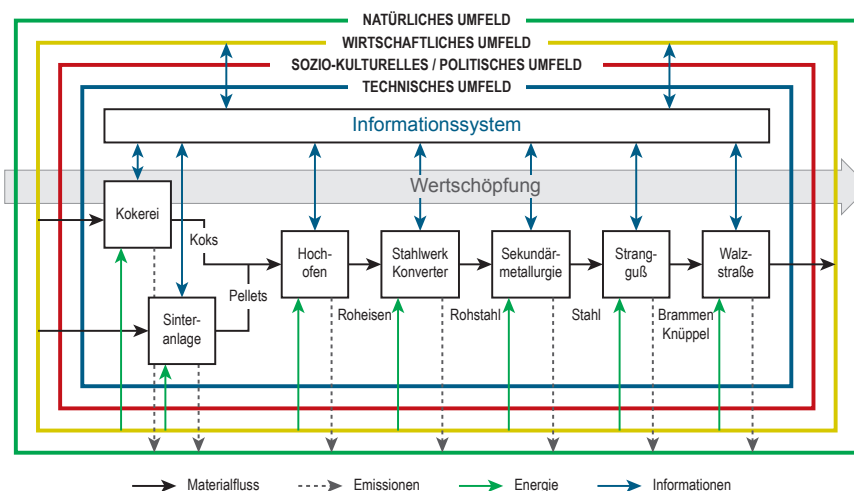 NATÜRLICHES UMFELD
WIRTSCHAFTLICHES UMFELD
SOZIO-KULTURELLES / POLITISCHES UMFELD
TECHNISCHES UMFELD
Informationssystem
Wertschöpfung
Kokerei
Koks
Pellets
Sinter-
anlage
Hoch-
ofen
Roheisen
Stahlwerk
Konverter
Rohstahl
Sekundär-
metallurgie
Stahl
Strang-
guß
Brammen
Knüppel
Walz-
straße
Materialfluss
Emissionen
Energie
Informationen